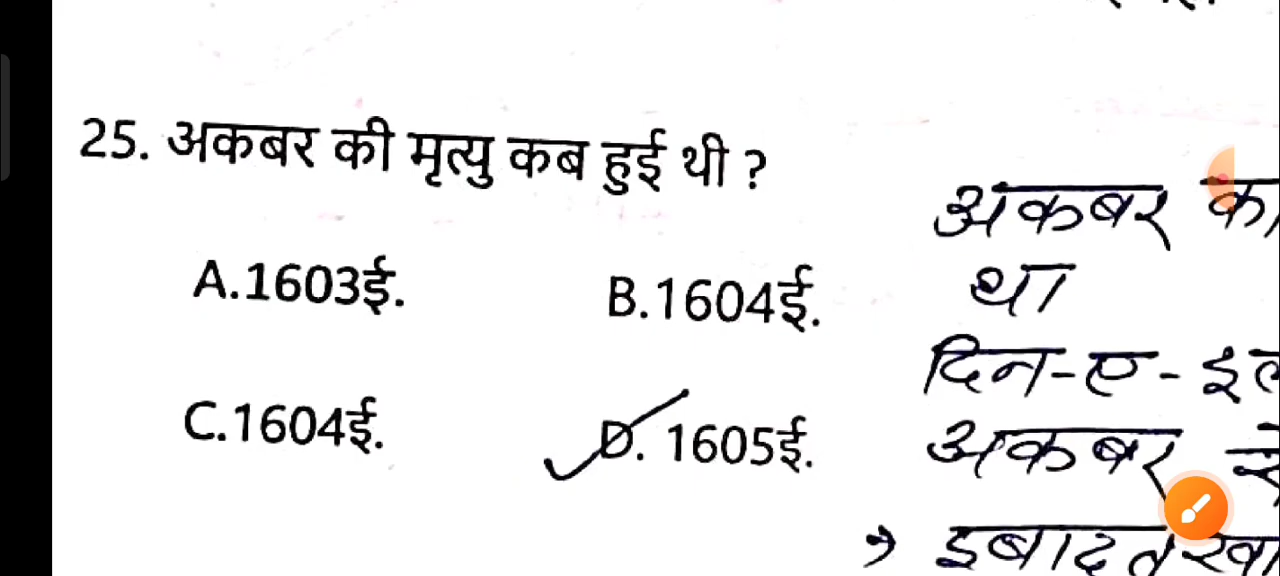 25. अकबर की मृत्यु कब हुई थी ?
A.1603ई.
B.1604ई.
C.1604ई.
D. 1605ई.
अकबर का
था
दिन-ए-
अकबर
→